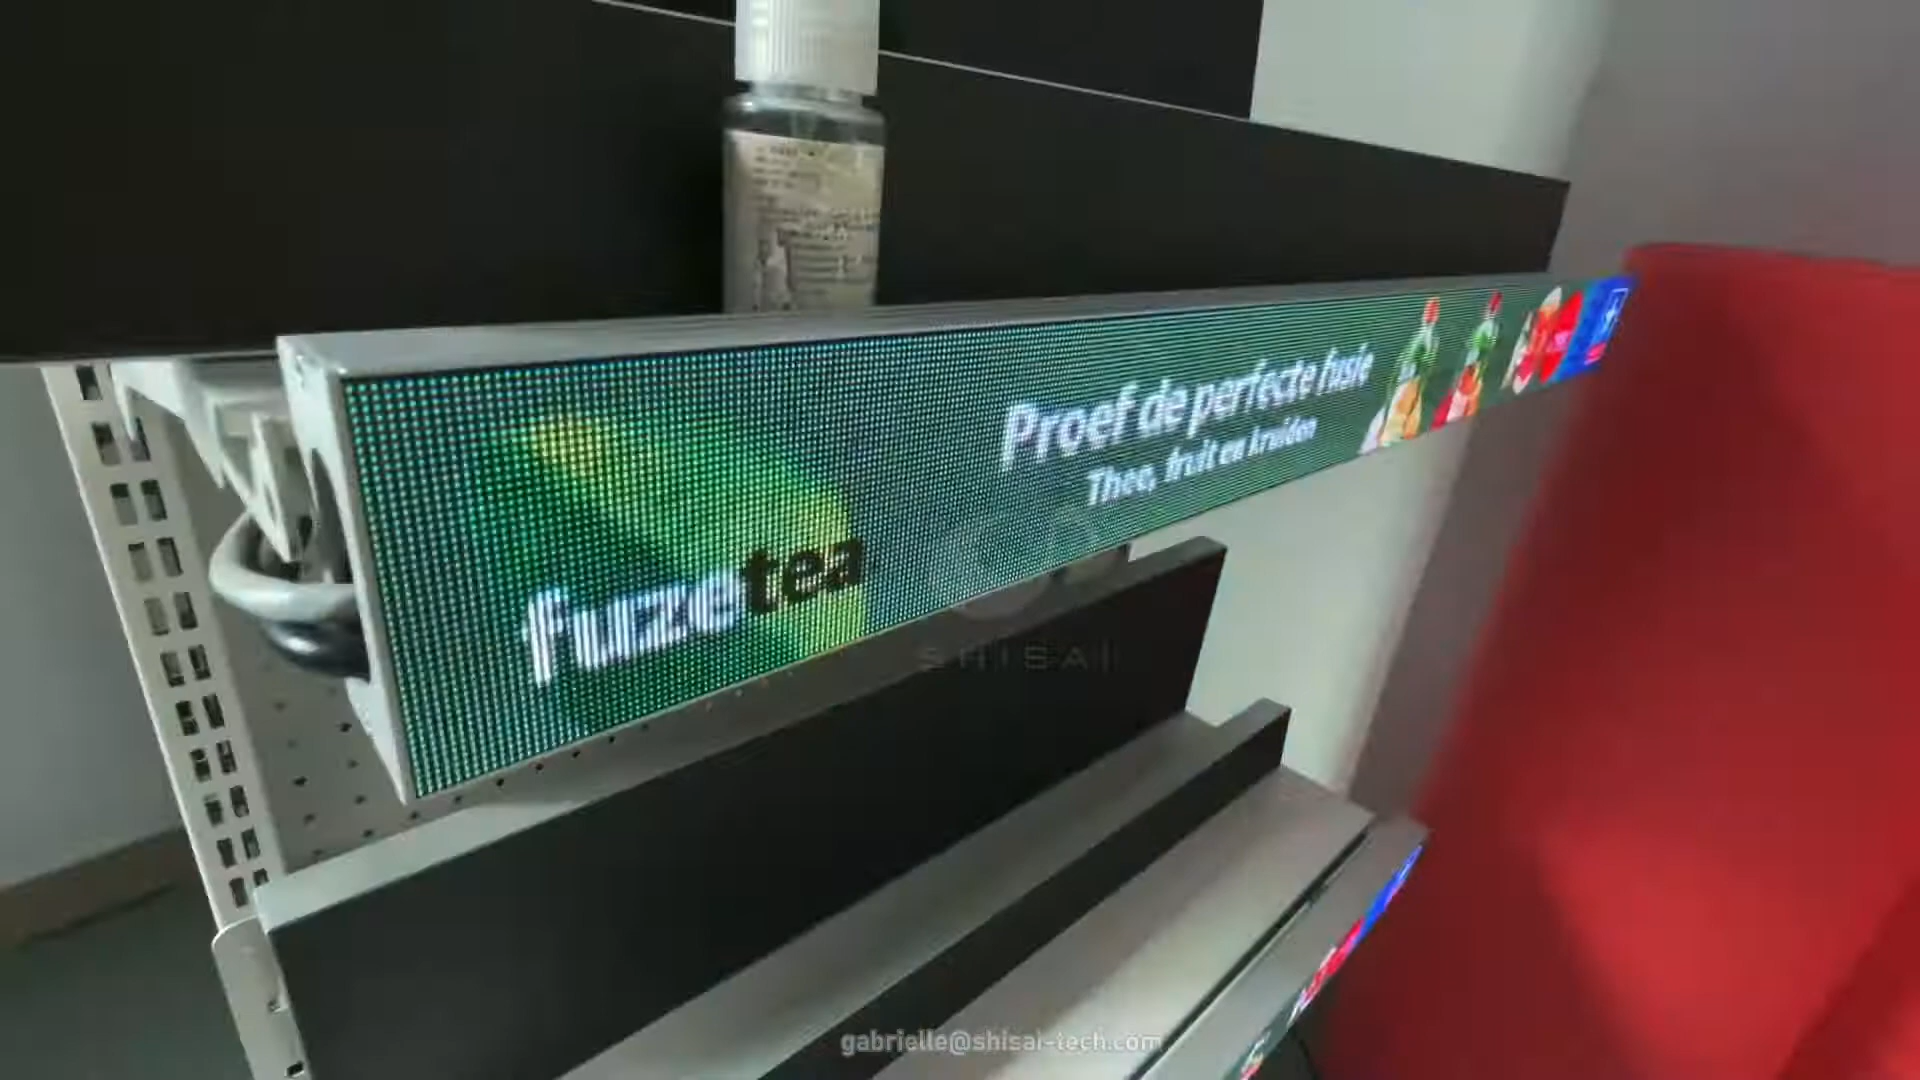 fuzetea
Proef de perfecte fusie
Thee, fruit en kruiden
SHISAI
gabrielle@shisai-tech.com